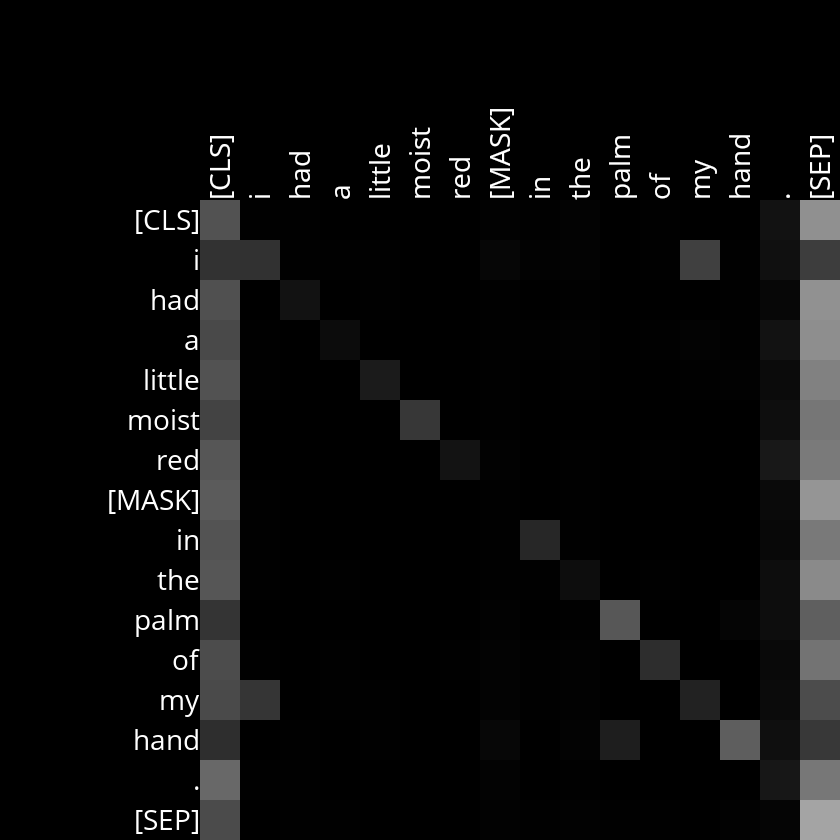 [CLS] i had a little moist red [MASK] in the palm of my hand . [SEP]
[CLS]
i
had
a
little
moist
red
[MASK]
in
the
palm
of
my
hand
.
[SEP]